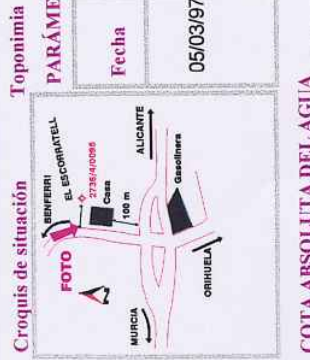 Croquis de situación
Toponimia
PARÁME
Fecha
05/03/97
BENFERRI
EL ESCORRATELL
2735/4/0095
FOTO
Casa
100 m
MURCIA
ALICANTE
Gasolinera
ORIHUELA
COTA ABSOLUTA DEL AGUA